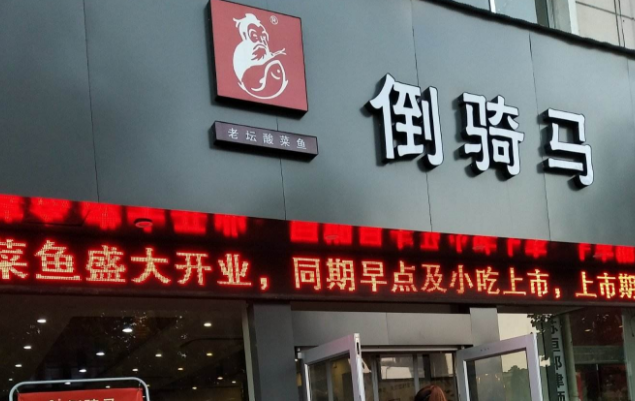 ®
倒骑马
老坛酸菜鱼
菜鱼盛大开业，同期早点及小吃上市，上市期